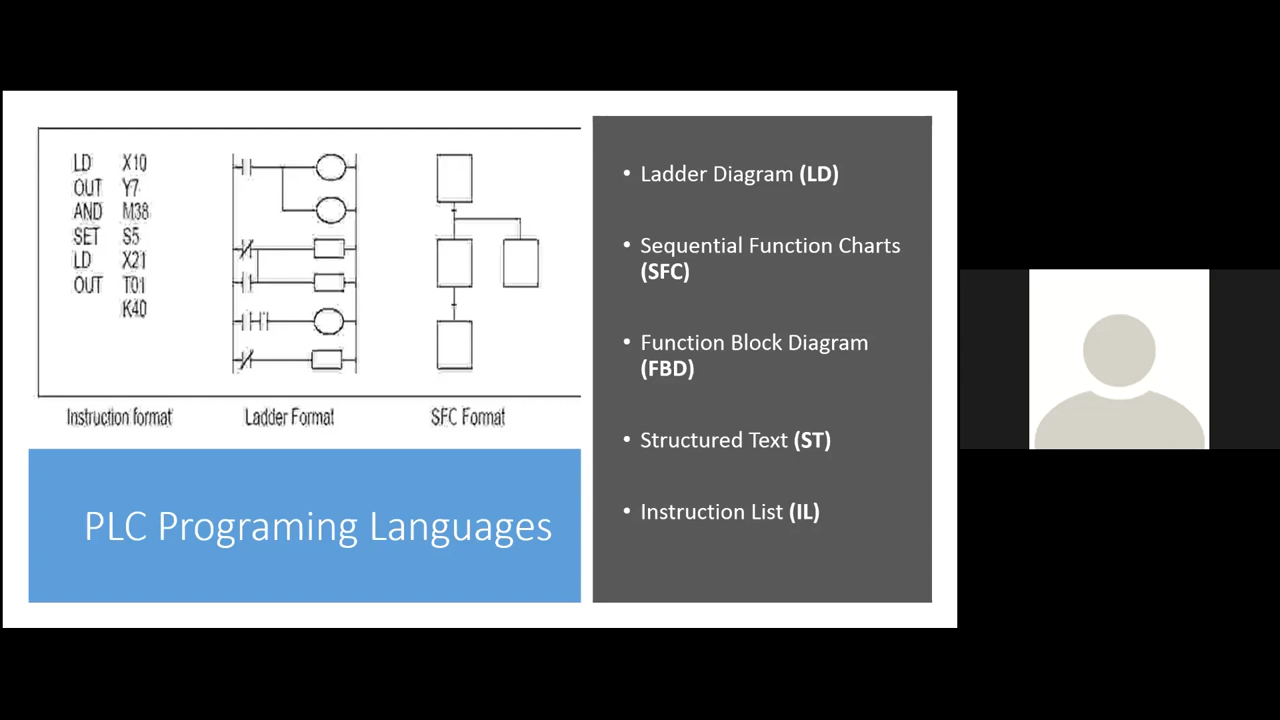 LD X10
OUT Y7
AND M38
SET S5
LD X21
OUT T01
K40
Instruction format
Ladder Format
SFC Format
PLC Programing Languages
• Ladder Diagram (LD)
• Sequential Function Charts
(SFC)
• Function Block Diagram
(FBD)
• Structured Text (ST)
• Instruction List (IL)